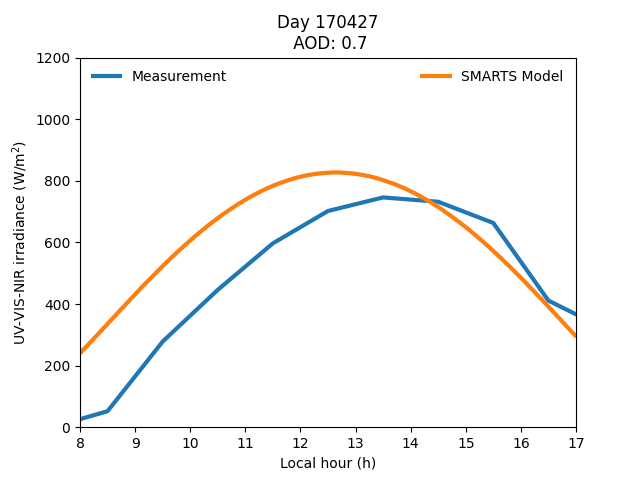 Day 170427
AOD: 0.7
Measurement
SMARTS Model
UV-VIS-NIR irradiance (W/m²)
1200
1000
800
600
400
200
0
8 9 10 11 12 13 14 15 16 17
Local hour (h)